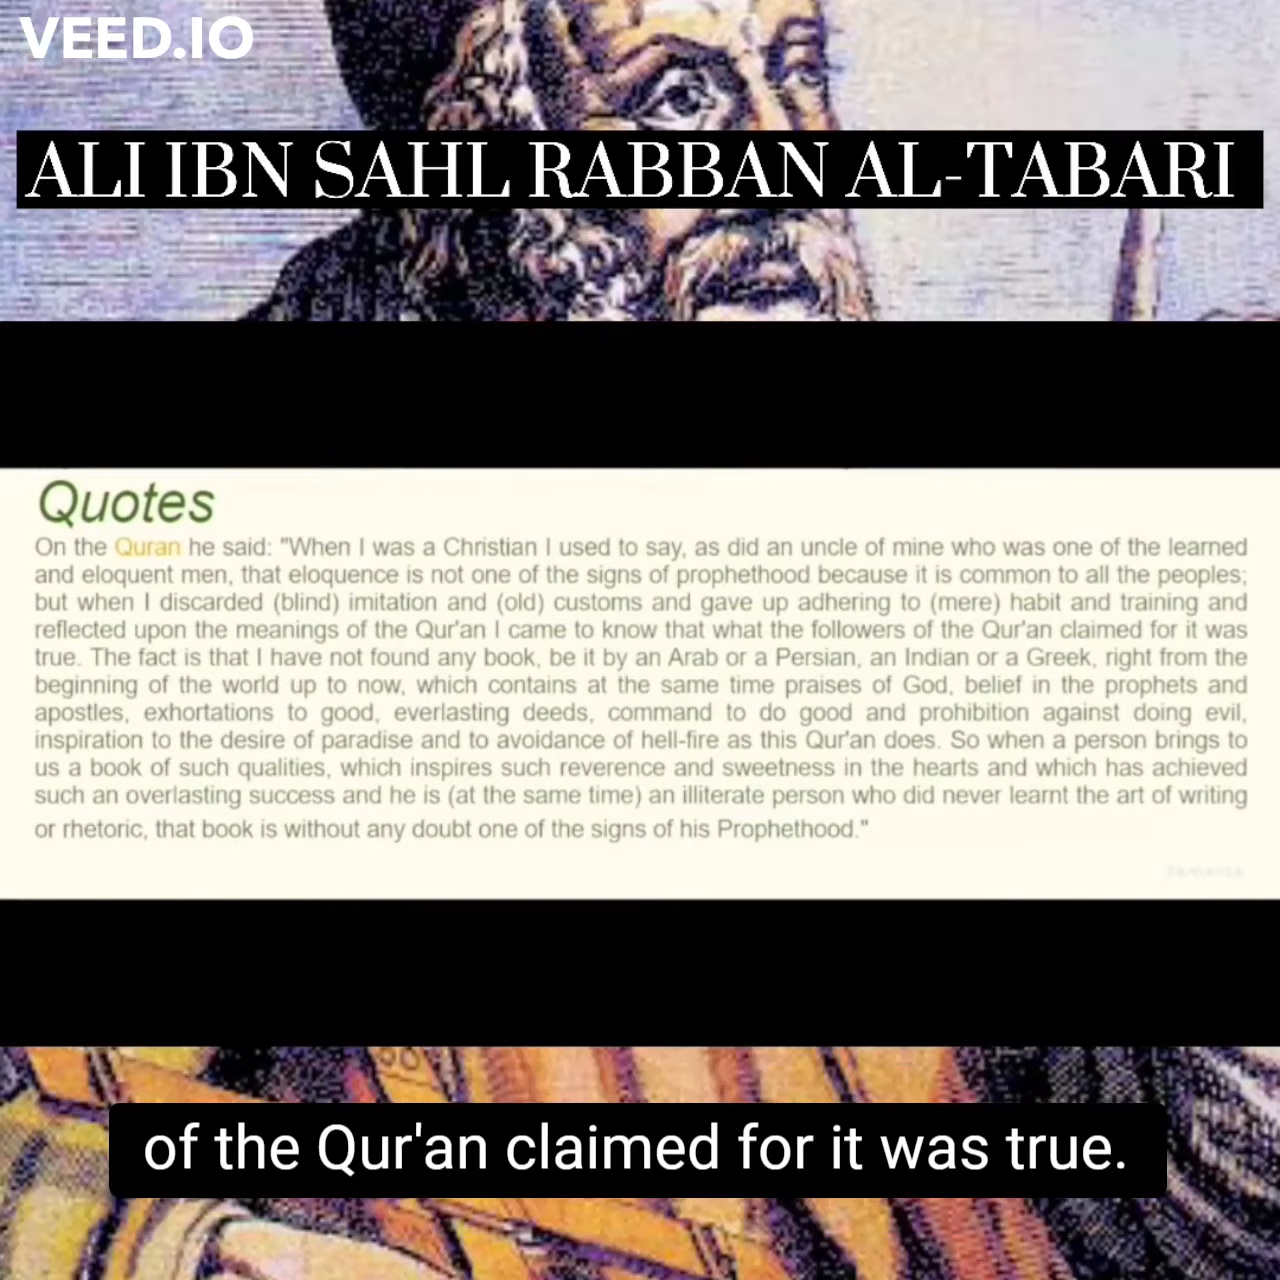 VEED.IO
ALI IBN SAHL RABBAN AL-TABARI
Quotes
On the Quran he said: "When I was a Christian I used to say, as did an uncle of mine who was one of the learned
and eloquent men, that eloquence is not one of the signs of prophethood because it is common to all the peoples;
but when I discarded (blind) imitation and (old) customs and gave up adhering to (mere) habit and training and
reflected upon the meanings of the Qur'an I came to know that what the followers of the Qur'an claimed for it was
true. The fact is that I have not found any book, be it by an Arab or a Persian, an Indian or a Greek, right from the
beginning of the world up to now, which contains at the same time praises of God, belief in the prophets and
apostles, exhortations to good, everlasting deeds, command to do good and prohibition against doing evil,
inspiration to the desire of paradise and to avoidance of hell-fire as this Qur'an does. So when a person brings to
us a book of such qualities, which inspires such reverence and sweetness in the hearts and which has achieved
such an overlasting success and he is (at the same time) an illiterate person who did never learnt the art of writing
or rhetoric, that book is without any doubt one of the signs of his Prophethood."
of the Qur'an claimed for it was true.